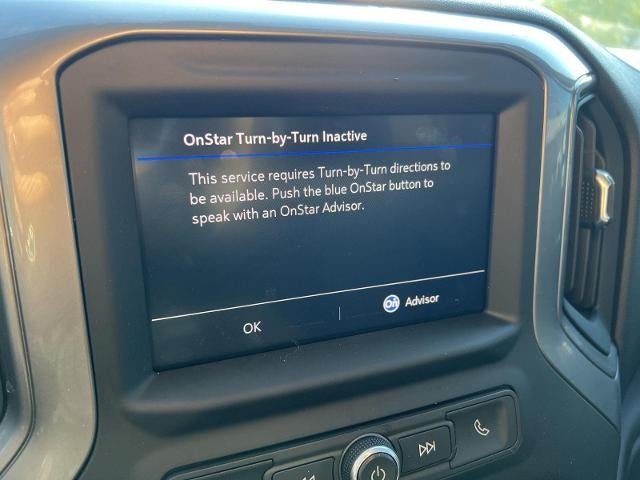 OnStar Turn-by-Turn Inactive
This service requires Turn-by-Turn directions to
be available. Push the blue OnStar button to
speak with an OnStar Advisor.
OK
On Advisor